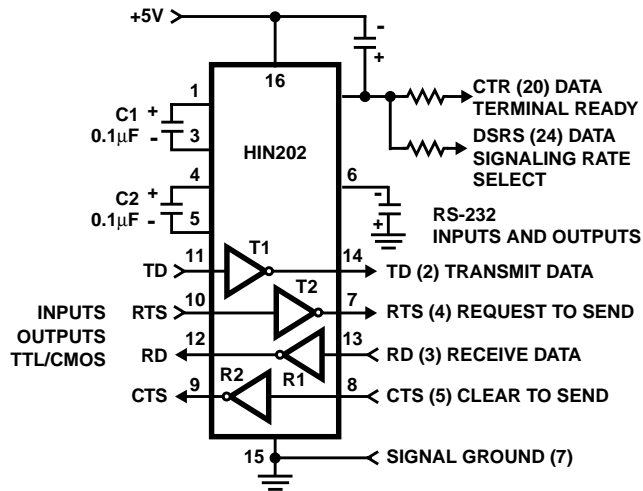 +5V
-
+
16
1
C1
+
0.1μF
-
3
HIN202
CTR (20) DATA
TERMINAL READY
DSRS (24) DATA
SIGNALING RATE
SELECT
4
C2
+
0.1μF
-
5
6
-
+
RS-232
INPUTS AND OUTPUTS
T1
TD
11
14
TD (2) TRANSMIT DATA
T2
INPUTS
OUTPUTS
TTL/CMOS
RTS
10
7
RTS (4) REQUEST TO SEND
RD
12
13
RD (3) RECEIVE DATA
R1
R2
CTS
9
8
CTS (5) CLEAR TO SEND
15
SIGNAL GROUND (7)